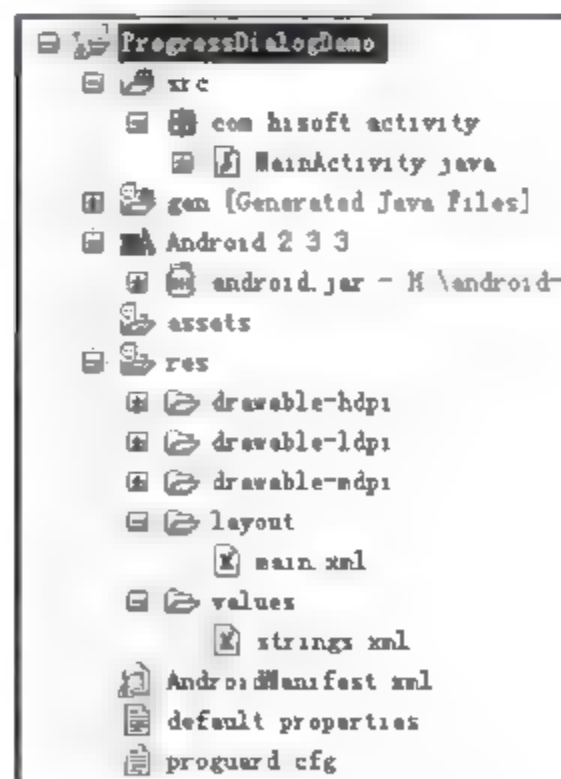 ProgressDialogDemo
src
com hisoft activity
MainActivity java
gen [Generated Java Files]
Android 2 3 3
android.jar - M \android-
assets
res
drawable-hdpi
drawable-ldpi
drawable-mdpi
layout
main xml
values
strings xml
AndroidManifest xml
default properties
proguard cfg